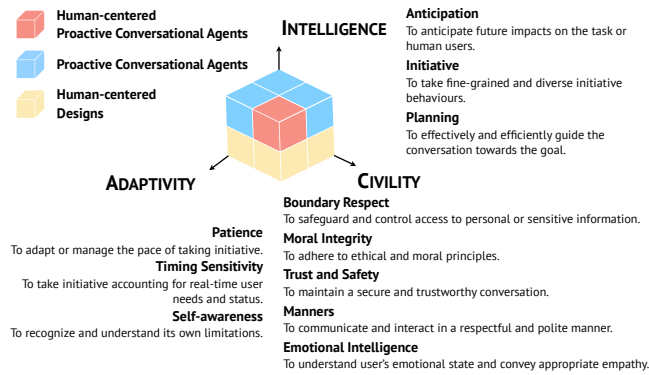 Human-centered
Proactive Conversational Agents
Proactive Conversational Agents
Human-centered
Designs
INTELLIGENCE
Anticipation
To anticipate future impacts on the task or
human users.
Initiative
To take fine-grained and diverse initiative
behaviours.
Planning
To effectively and efficiently guide the
conversation towards the goal.
ADAPTIVITY
Patience
To adapt or manage the pace of taking initiative.
Timing Sensitivity
To take initiative accounting for real-time user
needs and status.
Self-awareness
To recognize and understand its own limitations.
CIVILITY
Boundary Respect
To safeguard and control access to personal or sensitive information.
Moral Integrity
To adhere to ethical and moral principles.
Trust and Safety
To maintain a secure and trustworthy conversation.
Manners
To communicate and interact in a respectful and polite manner.
Emotional Intelligence
To understand user's emotional state and convey appropriate empathy.